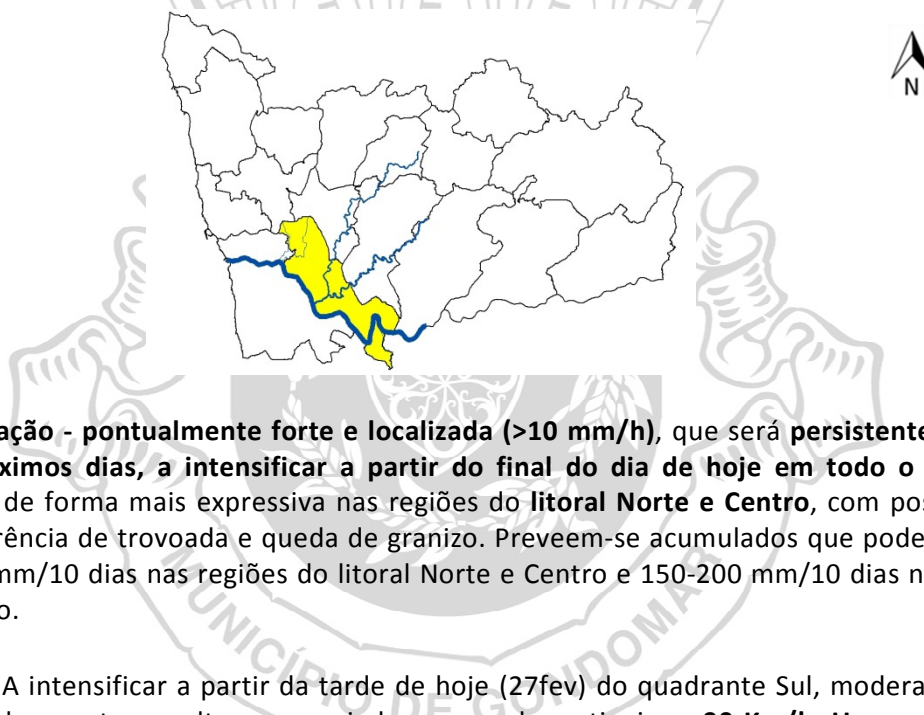 N
ação - pontualmente forte e localizada (>10 mm/h), que será persistente
ximos dias, a intensificar a partir do final do dia de hoje em todo o
de forma mais expressiva nas regiões do litoral Norte e Centro, com pos
rência de trovoada e queda de granizo. Preveem-se acumulados que pode
mm/10 dias nas regiões do litoral Norte e Centro e 150-200 mm/10 dias n
o.
MUNICÍPIO DE GONDOMAR
A intensificar a partir da tarde de hoje (27fev) do quadrante Sul, modera